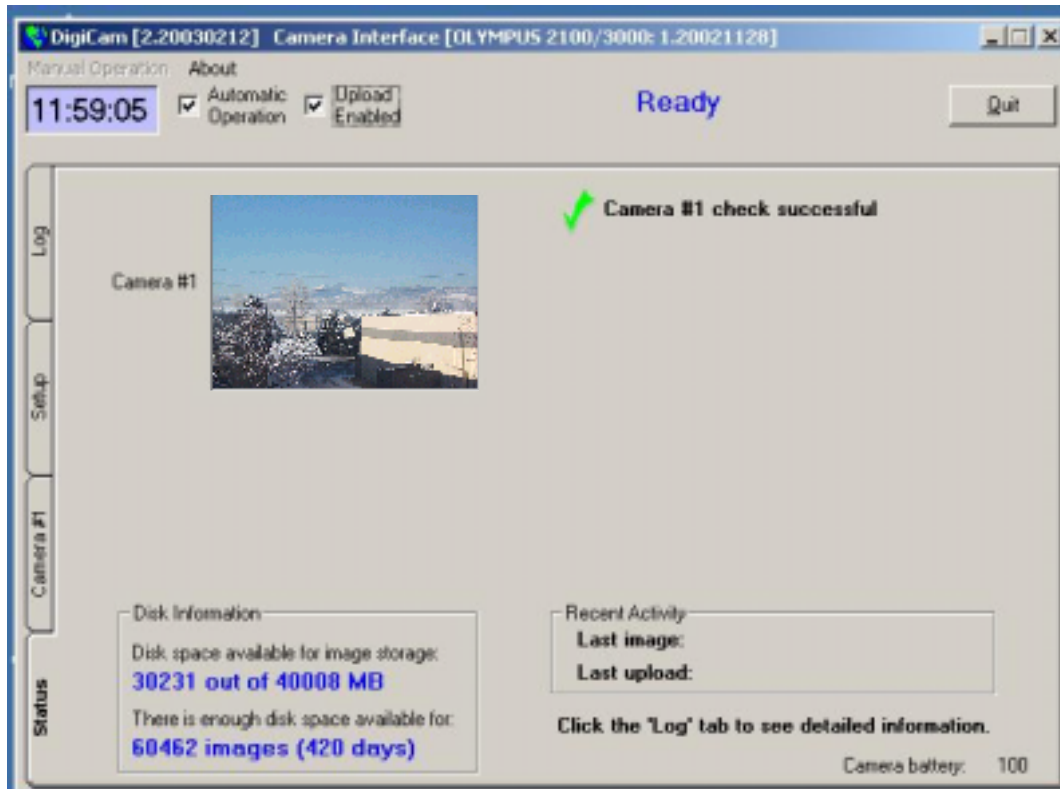 DigiCam [2.20030212] Camera Interface [OLYMPUS 2100/3000: 1.20021128]
Manual Operation About
11:59:05
Automatic Operation
Upload Enabled
Ready
Quit
Log
Setup
Camera #1
Status
Camera #1
Camera #1 check successful
Disk Information
Disk space available for image storage:
30231 out of 40008 MB
There is enough disk space available for:
60462 images (420 days)
Recent Activity
Last image:
Last upload:
Click the 'Log' tab to see detailed information.
Camera battery: 100